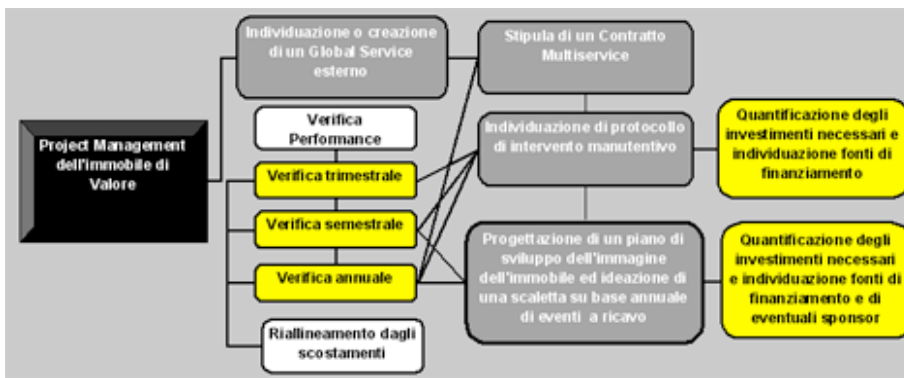 Individuazione o creazione
di un Global Service
esterno
Stipula di un Contratto
Multiservice
Verifica
Performance
Project Management
dell'immobile di
Valore
Individuazione di protocollo
di intervento manutentivo
Quantificazione degli
investimenti necessari e
individuazione fonti di
finanziamento
Verifica trimestrale
Verifica semestrale
Verifica annuale
Progettazione di un piano di
sviluppo dell'immagine
dell'immobile ed ideazione di
una scaletta su base annuale
di eventi a ricavo
Quantificazione degli
investimenti necessari
e individuazione fonti di
finanziamento e di
eventuali sponsor
Riallineamento dagli
scostamenti